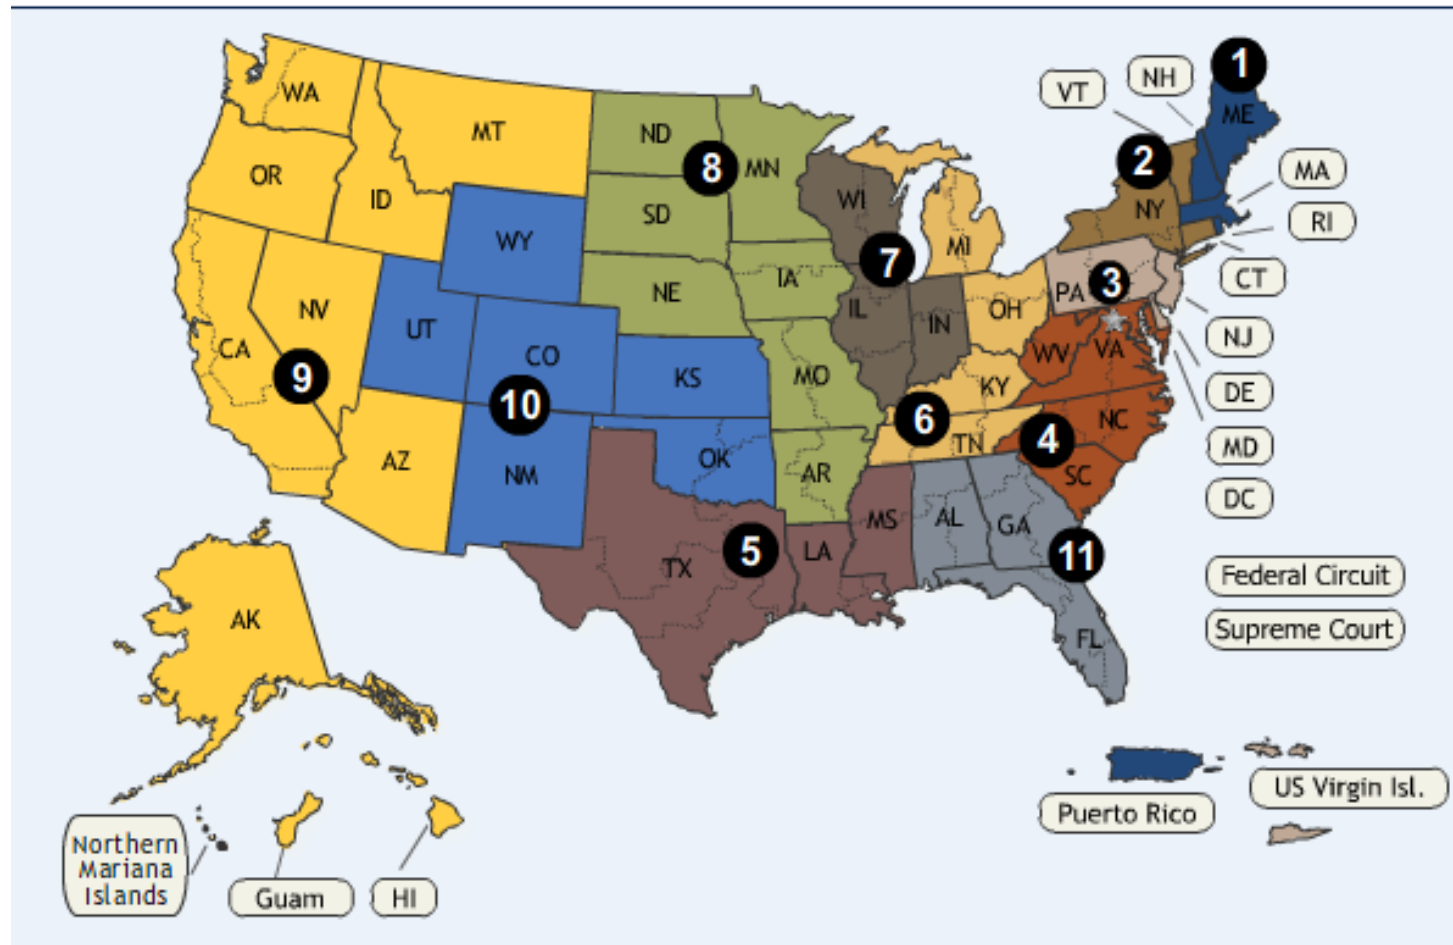 1
VT
NH
WA
ME
MT
ND
8
MN
2
MA
OR
ID
WI
SD
NY
RI
WY
MI
7
CT
NE
IA
PA
3
NV
UT
IL
IN
OH
NJ
CA
CO
WV
VA
9
KS
MO
KY
DE
10
6
NC
TN
4
MD
AZ
OK
NM
AR
SC
DC
MS
AL
GA
5
LA
11
TX
Federal Circuit
AK
FL
Supreme Court
US Virgin Isl.
Puerto Rico
Northern
Mariana
Islands
Guam
HI